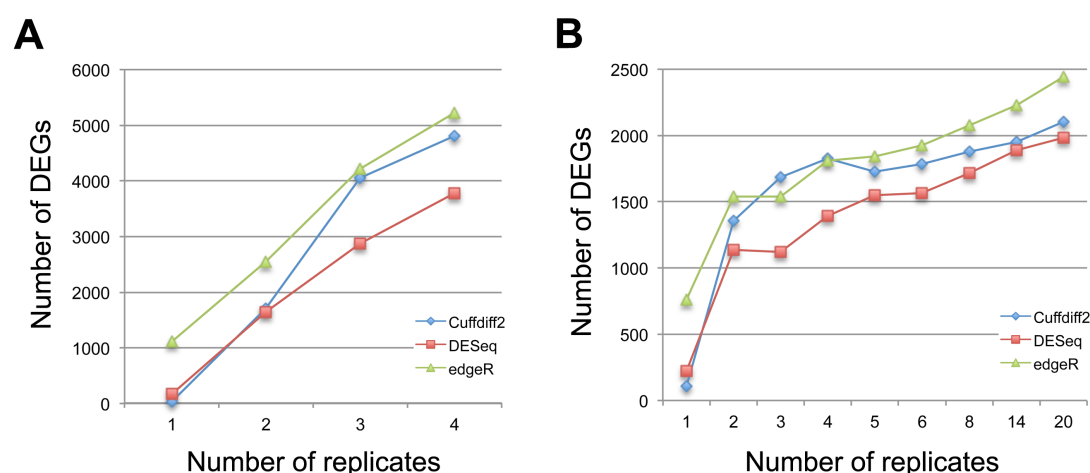 A
6000
5000
4000
3000
2000
1000
0
Number of DEGs
1 2 3 4
Number of replicates
Cuffdiff2
DESeq
edgeR
B
2500
2000
1500
1000
500
0
Number of DEGs
1 2 3 4 5 6 8 14 20
Number of replicates
Cuffdiff2
DESeq
edgeR